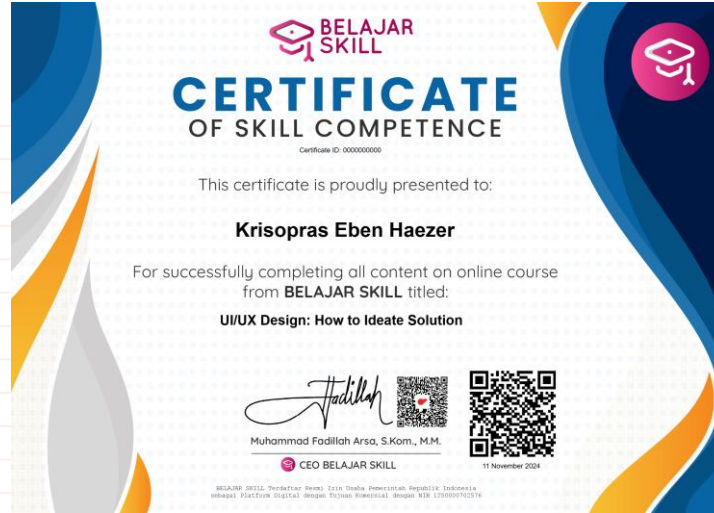 BELAJAR
SKILL
CERTIFICATE
OF SKILL COMPETENCE
Certificate ID: 0000000000
This certificate is proudly presented to:
Krisopras Eben Haezer
For successfully completing all content on online course
from BELAJAR SKILL titled:
UI/UX Design: How to Ideate Solution
Fadillah
Muhammad Fadillah Arsa, S.Kom., M.M.
CEO BELAJAR SKILL
11 November 2024
BELAJAR SKILL Terdaftar Resmi Izin Usaha Pemerintah Republik Indonesia
sebagai Platform Digital dengan Tujuan Komersial dengan NIB 1250000702576